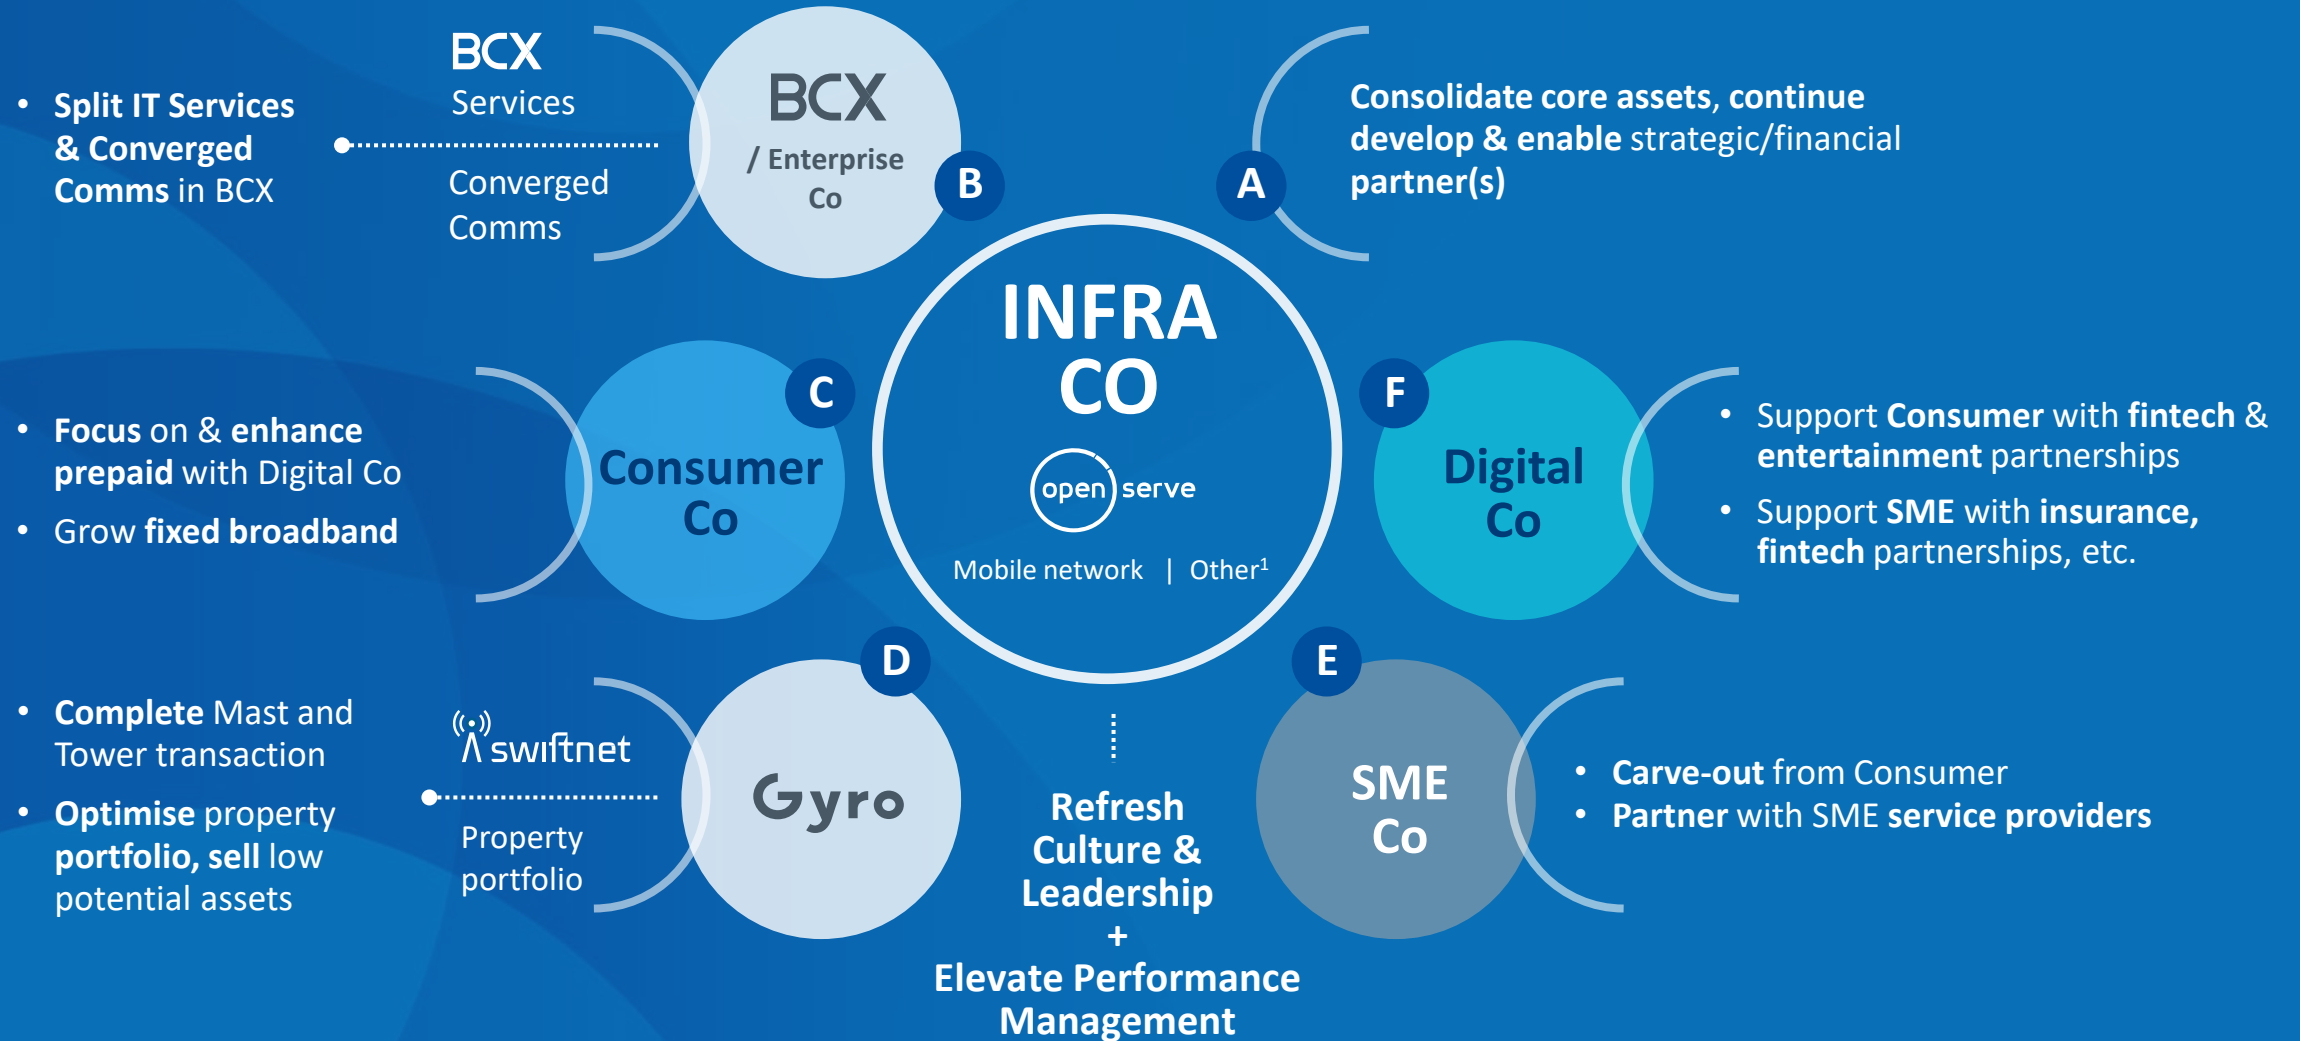 • Split IT Services
& Converged
Comms in BCX
BCX
Services
Converged
Comms
BCX
/ Enterprise
Co
B
A
Consolidate core assets, continue
develop & enable strategic/financial
partner(s)
INFRA
CO
open serve
Mobile network | Other¹
• Focus on & enhance
prepaid with Digital Co
• Grow fixed broadband
C
Consumer
Co
F
Digital
Co
• Support Consumer with fintech &
entertainment partnerships
• Support SME with insurance,
fintech partnerships, etc.
• Complete Mast and
Tower transaction
• Optimise property
portfolio, sell low
potential assets
swiftnet
Property
portfolio
D
Gyro
Refresh
Culture &
Leadership
+
Elevate Performance
Management
E
SME
Co
• Carve-out from Consumer
• Partner with SME service providers